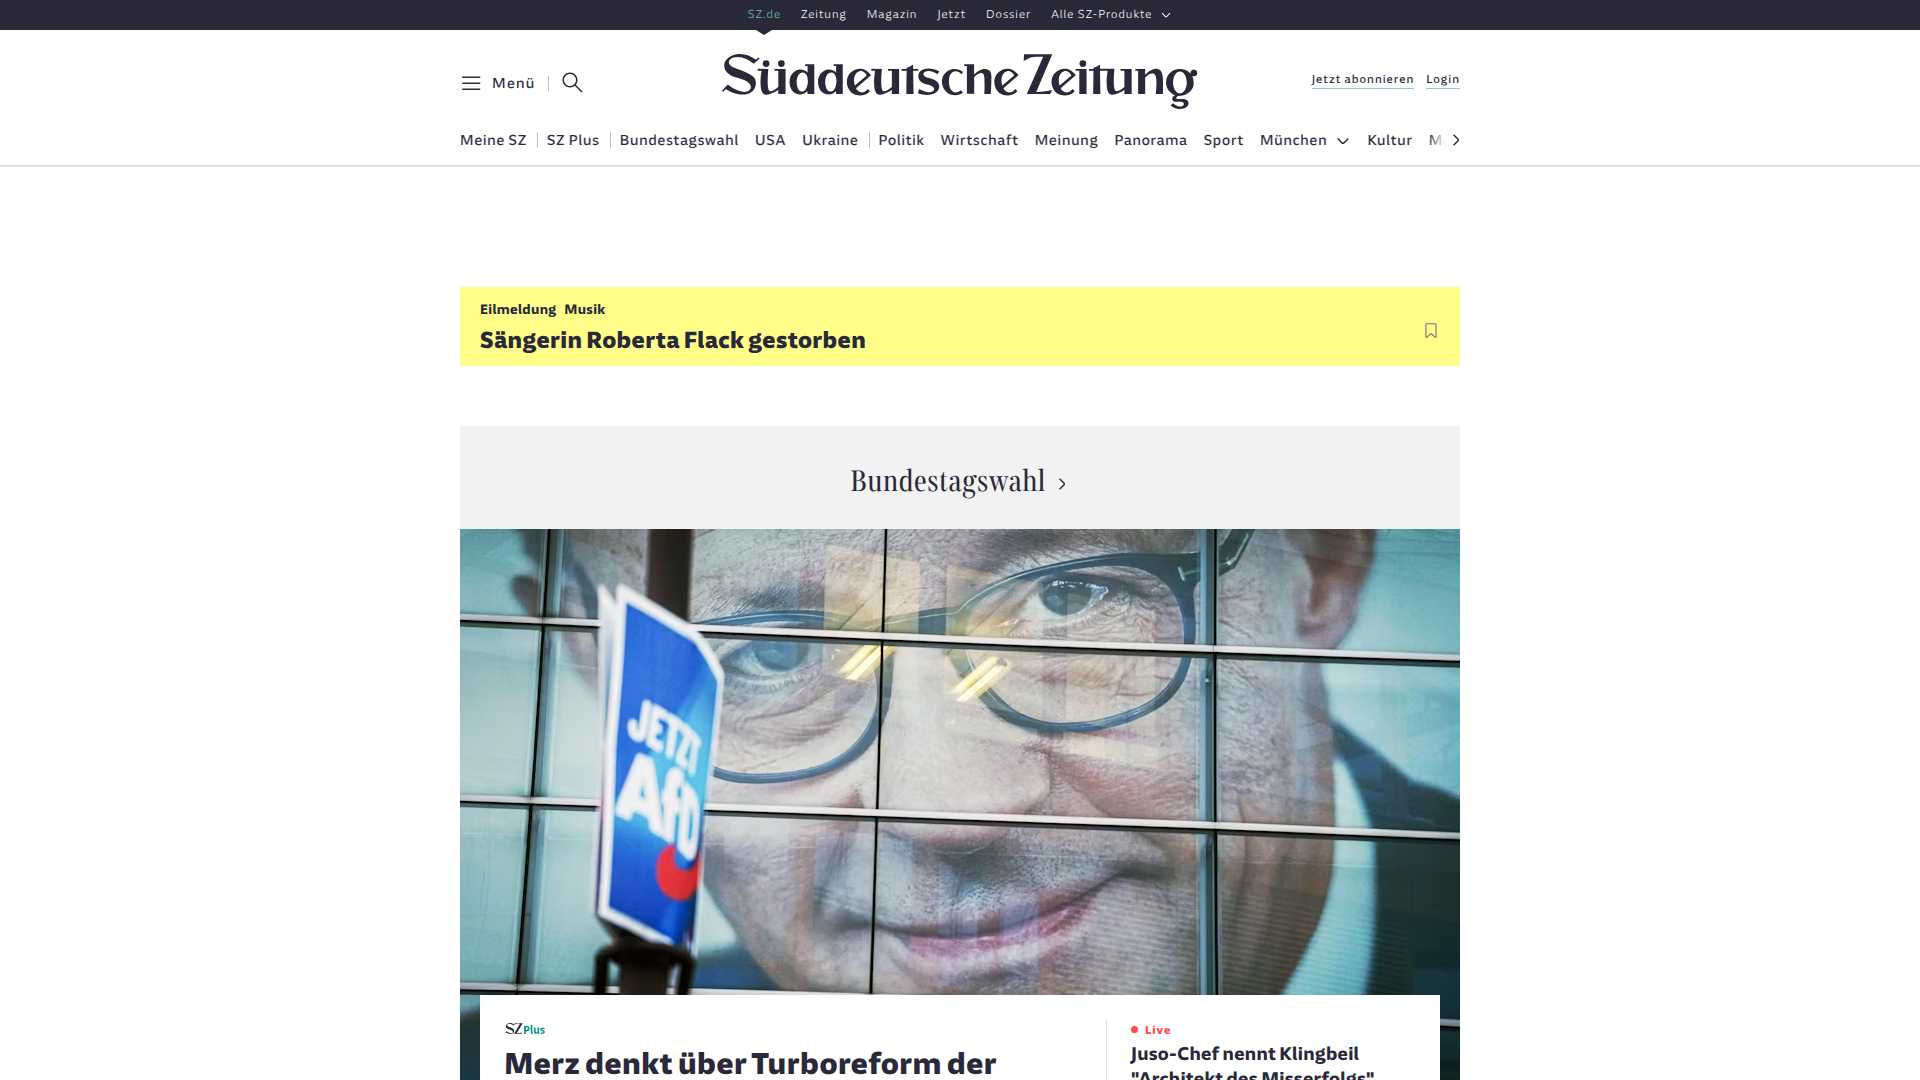 SZ.de Zeitung Magazin Jetzt Dossier Alle SZ-Produkte
Menü
Süddeutsche Zeitung
Jetzt abonnieren Login
Meine SZ SZ Plus Bundestagswahl USA Ukraine Politik Wirtschaft Meinung Panorama Sport München Kultur M
Eilmeldung Musik
Sängerin Roberta Flack gestorben
Bundestagswahl
JETZT
AfD
SZ Plus
Merz denkt über Turboreform der
Live
Juso-Chef nennt Klingbeil
"Architekt des Misserfolgs"